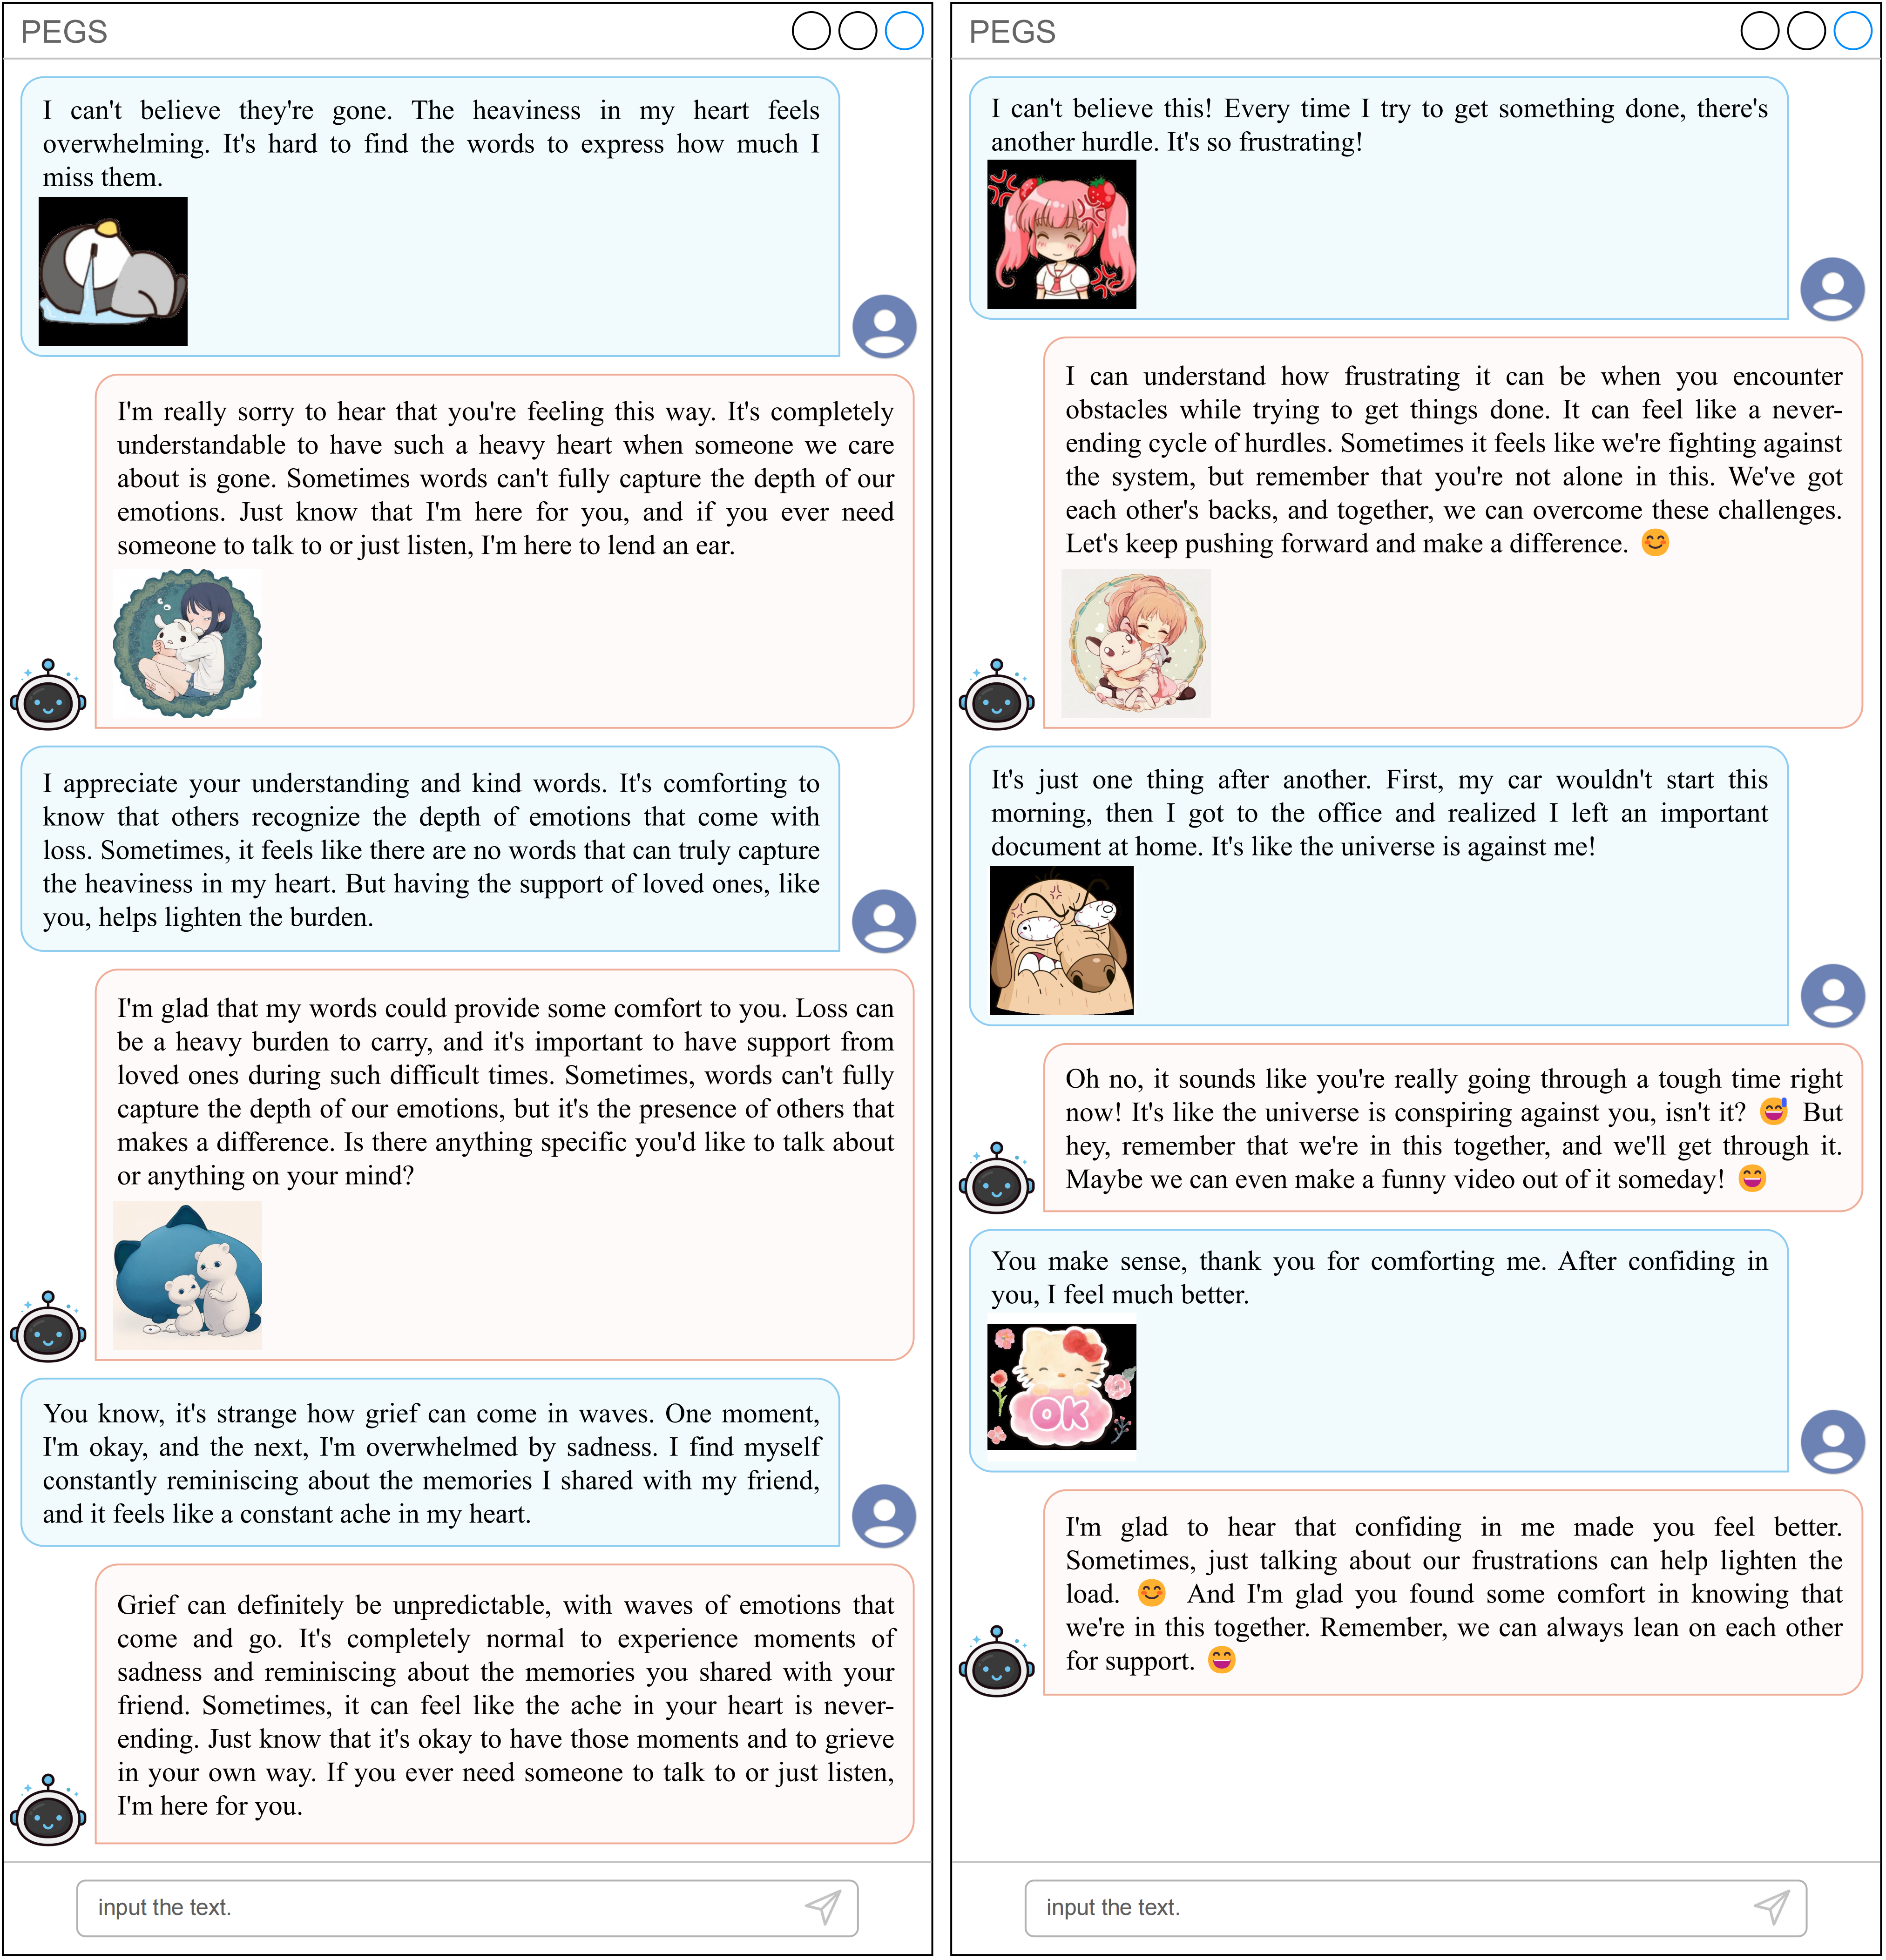 PEGS
I can't believe they're gone. The heaviness in my heart feels
overwhelming. It's hard to find the words to express how much I
miss them.
I'm really sorry to hear that you're feeling this way. It's completely
understandable to have such a heavy heart when someone we care
about is gone. Sometimes words can't fully capture the depth of our
emotions. Just know that I'm here for you, and if you ever need
someone to talk to or just listen, I'm here to lend an ear.
I appreciate your understanding and kind words. It's comforting to
know that others recognize the depth of emotions that come with
loss. Sometimes, it feels like there are no words that can truly capture
the heaviness in my heart. But having the support of loved ones, like
you, helps lighten the burden.
I'm glad that my words could provide some comfort to you. Loss can
be a heavy burden to carry, and it's important to have support from
loved ones during such difficult times. Sometimes, words can't fully
capture the depth of our emotions, but it's the presence of others that
makes a difference. Is there anything specific you'd like to talk about
or anything on your mind?
You know, it's strange how grief can come in waves. One moment,
I'm okay, and the next, I'm overwhelmed by sadness. I find myself
constantly reminiscing about the memories I shared with my friend,
and it feels like a constant ache in my heart.
Grief can definitely be unpredictable, with waves of emotions that
come and go. It's completely normal to experience moments of
sadness and reminiscing about the memories you shared with your
friend. Sometimes, it can feel like the ache in your heart is never-
ending. Just know that it's okay to have those moments and to grieve
in your own way. If you ever need someone to talk to or just listen,
I'm here for you.
input the text.
PEGS
I can't believe this! Every time I try to get something done, there's
another hurdle. It's so frustrating!
I can understand how frustrating it can be when you encounter
obstacles while trying to get things done. It can feel like a never-
ending cycle of hurdles. Sometimes it feels like we're fighting against
the system, but remember that you're not alone in this. We've got
each other's backs, and together, we can overcome these challenges.
Let's keep pushing forward and make a difference. 😊
It's just one thing after another. First, my car wouldn't start this
morning, then I got to the office and realized I left an important
document at home. It's like the universe is against me!
Oh no, it sounds like you're really going through a tough time right
now! It's like the universe is conspiring against you, isn't it? 😅 But
hey, remember that we're in this together, and we'll get through it.
Maybe we can even make a funny video out of it someday! 😄
You make sense, thank you for comforting me. After confiding in
you, I feel much better.
OK
I'm glad to hear that confiding in me made you feel better.
Sometimes, just talking about our frustrations can help lighten the
load. 😊 And I'm glad you found some comfort in knowing that
we're in this together. Remember, we can always lean on each other
for support. 😄
input the text.